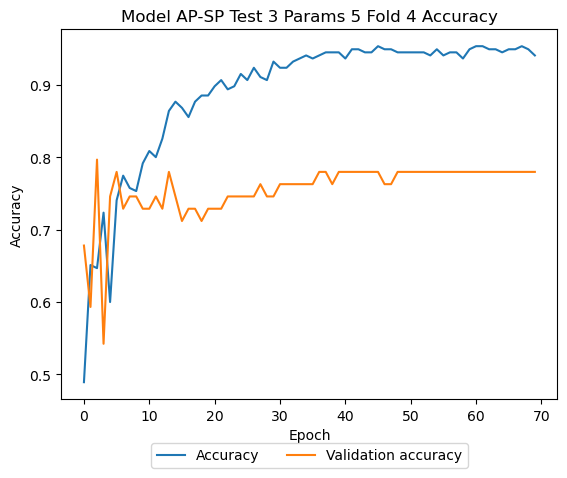 Model AP-SP Test 3 Params 5 Fold 4 Accuracy
Accuracy
0.9
0.8
0.7
0.6
0.5
0 10 20 30 40 50 60 70
Epoch
Accuracy Validation accuracy